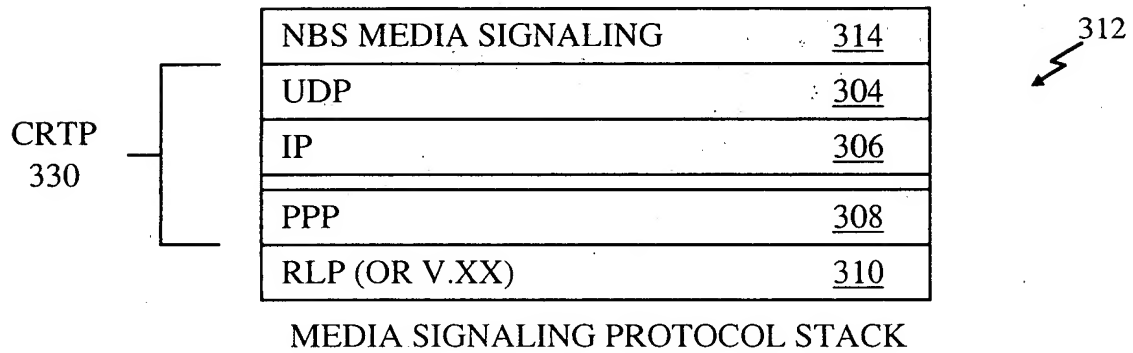 NBS MEDIA SIGNALING 314
312
UDP 304
CRTP
330
IP 306
PPP 308
RLP (OR V.XX) 310
MEDIA SIGNALING PROTOCOL STACK